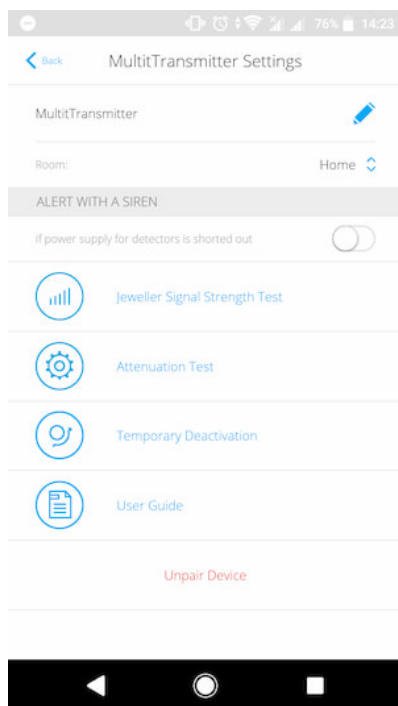 76% 14:23
Back MultitTransmitter Settings
MultitTransmitter
Room: Home
ALERT WITH A SIREN
If power supply for detectors is shorted out
Jeweller Signal Strength Test
Attenuation Test
Temporary Deactivation
User Guide
Unpair Device